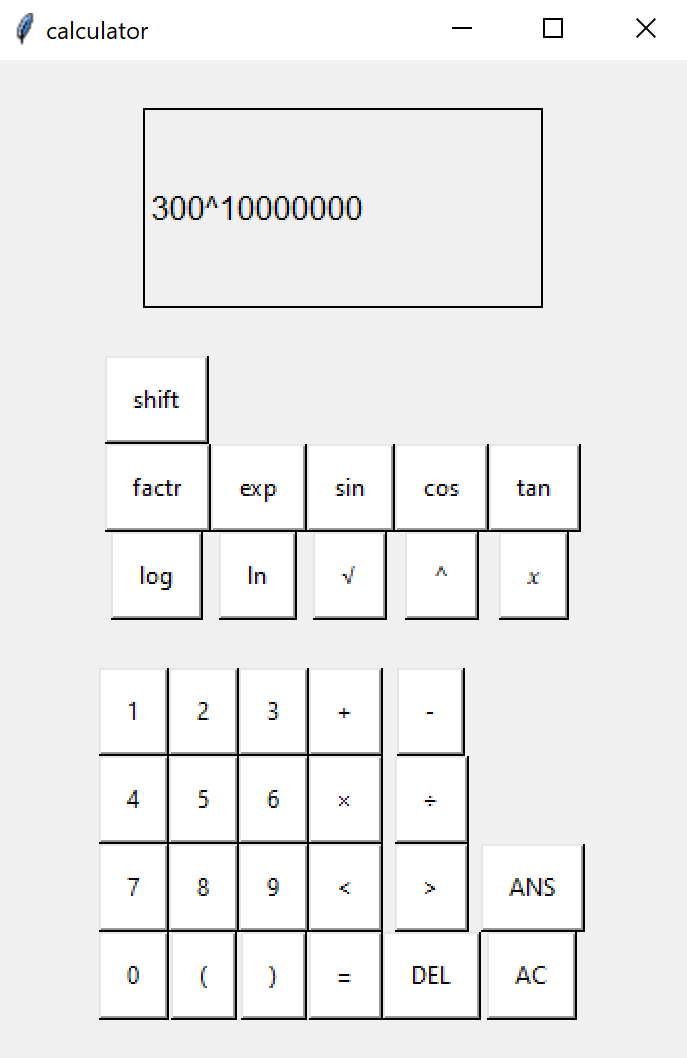 calculator
300^10000000
shift
factr exp sin cos tan
log ln √ ^ x
1 2 3 + -
4 5 6 × ÷
7 8 9 < > ANS
0 ( ) = DEL AC